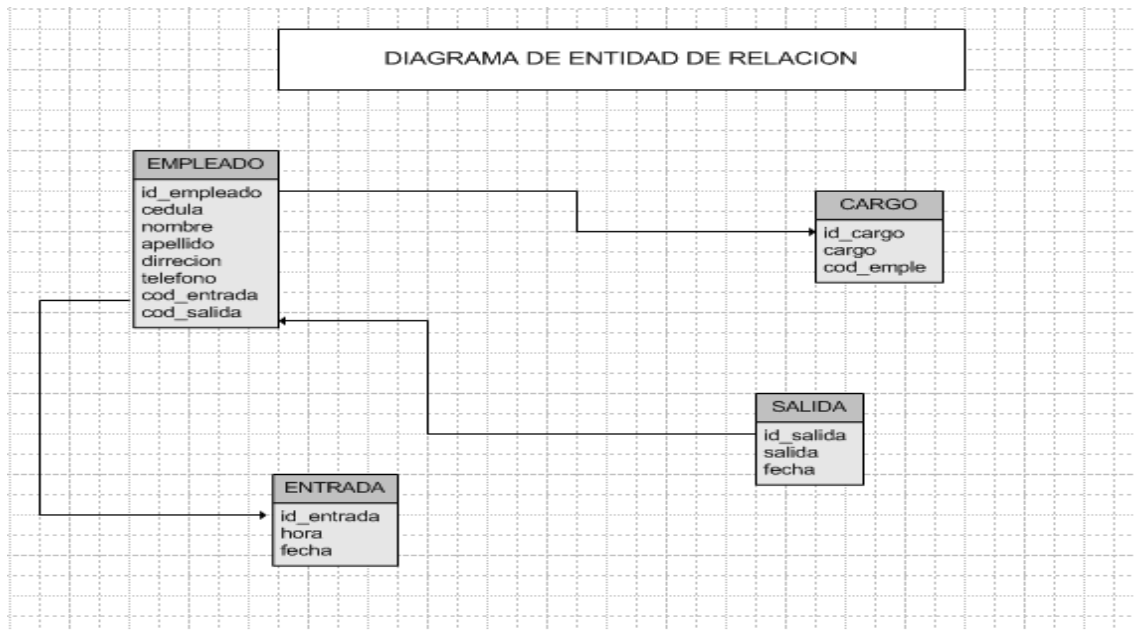 DIAGRAMA DE ENTIDAD DE RELACION
EMPLEADO
id_empleado
cedula
nombre
apellido
dirrecion
telefono
cod_entrada
cod_salida
CARGO
id_cargo
cargo
cod_emple
SALIDA
id_salida
salida
fecha
ENTRADA
id_entrada
hora
fecha